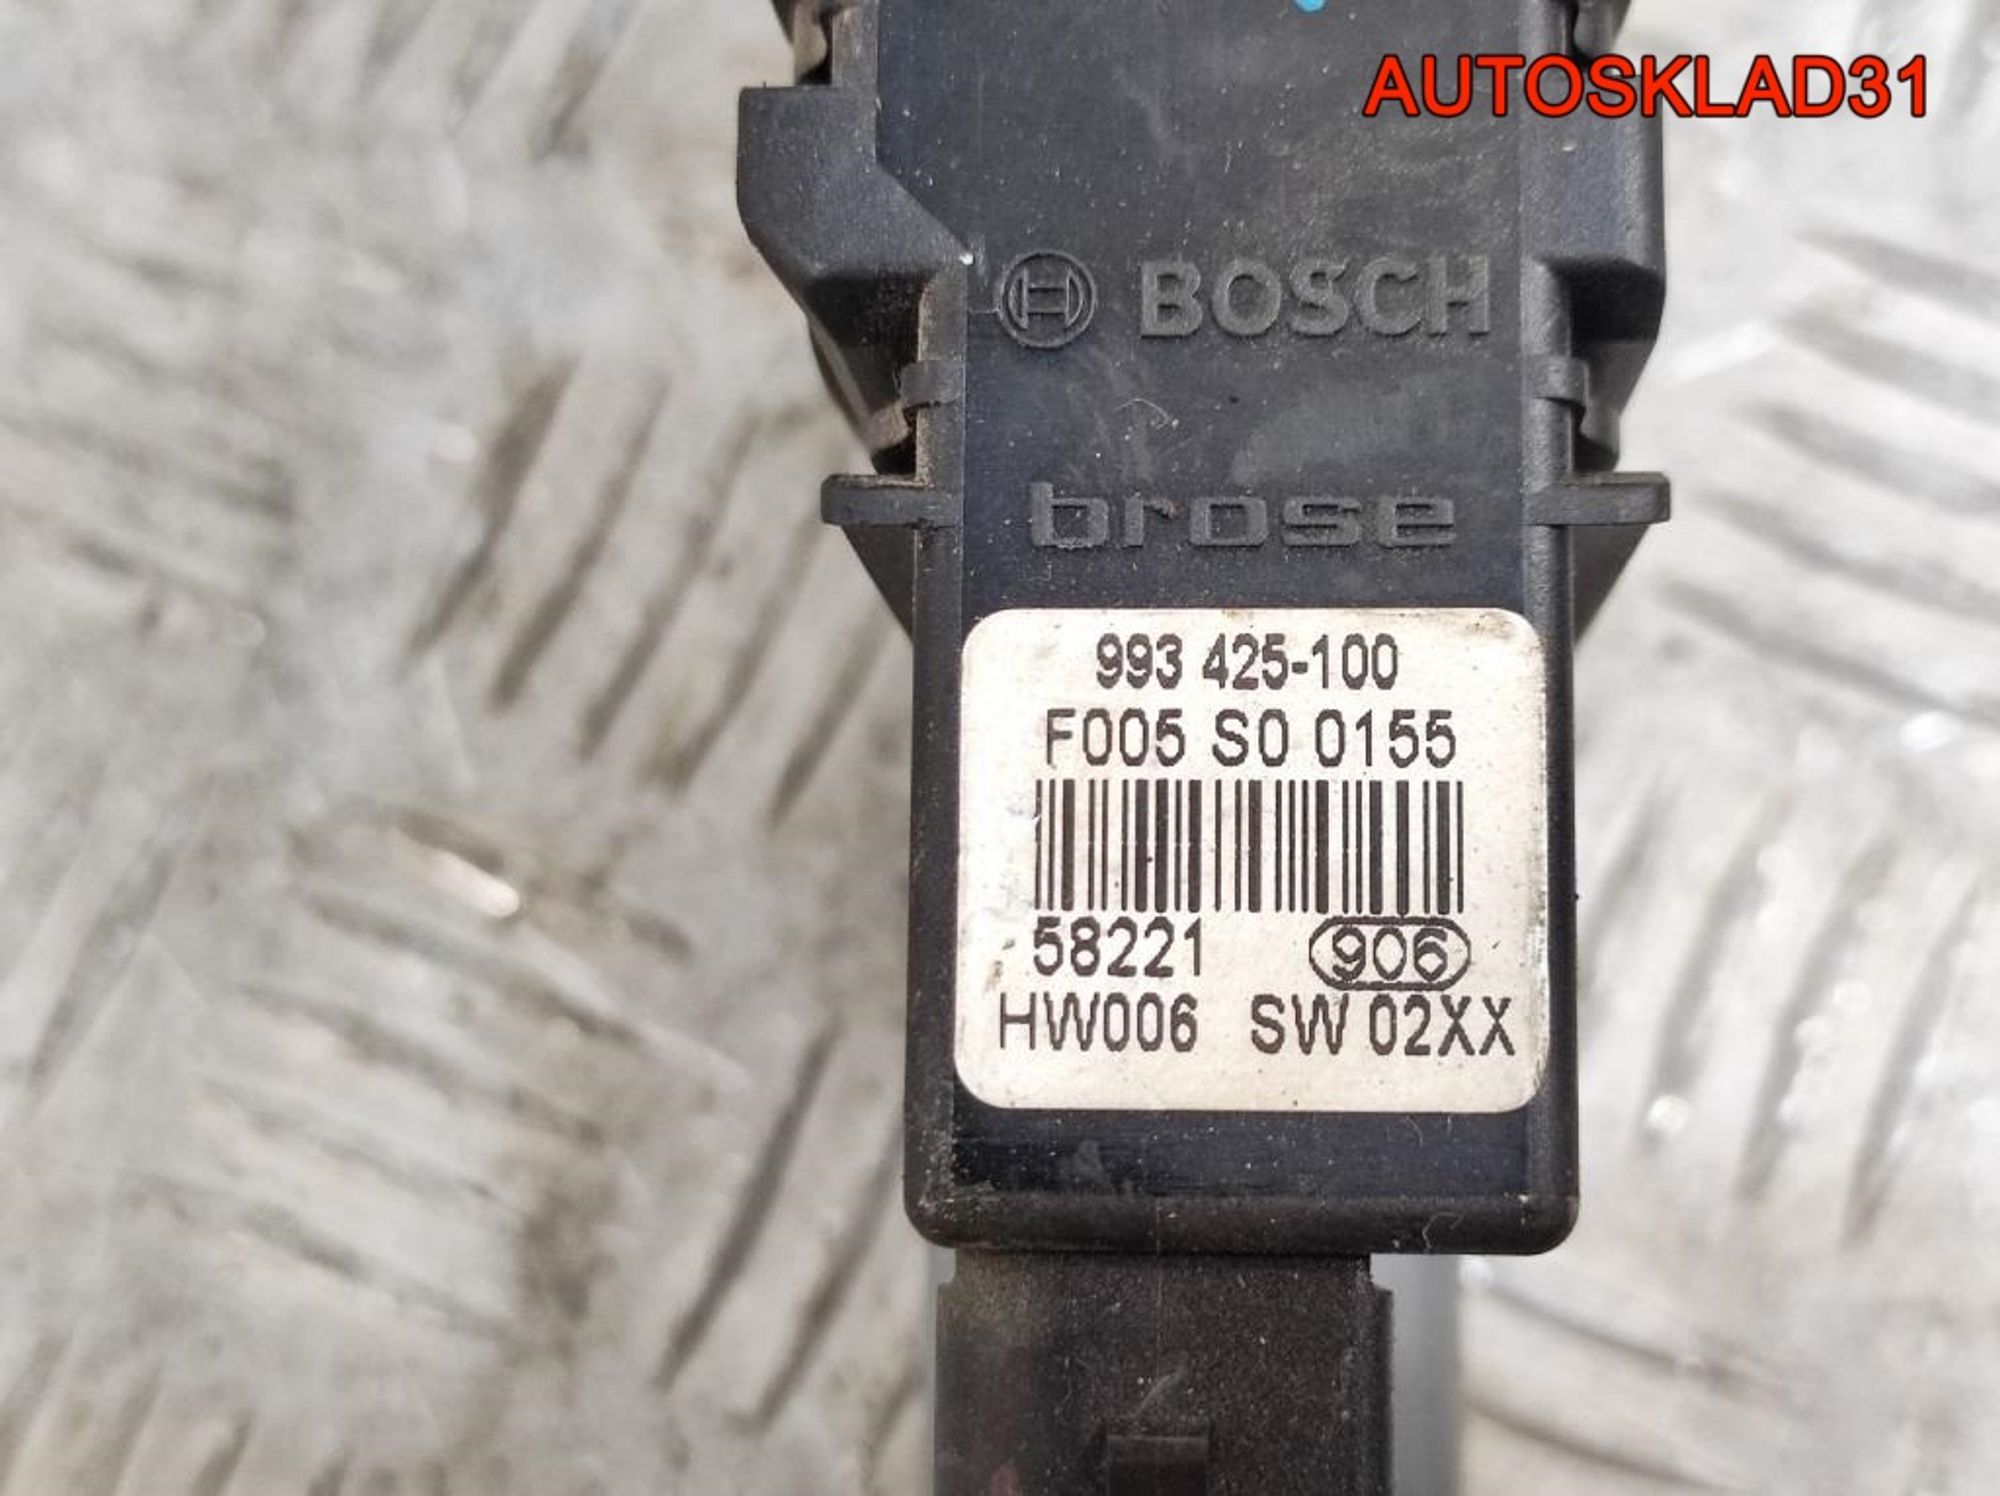 AUTOSKLAD31
BOSCH
brose
993 425-100
F005 S0 0155
58221 906
HW006 SW 02XX